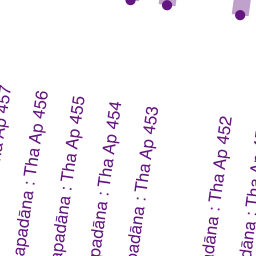 Ap 457
apadāna : Tha Ap 456
apadāna : Tha Ap 455
padāna : Tha Ap 454
padāna : Tha Ap 453
dāna : Tha Ap 452
dāna : Tha